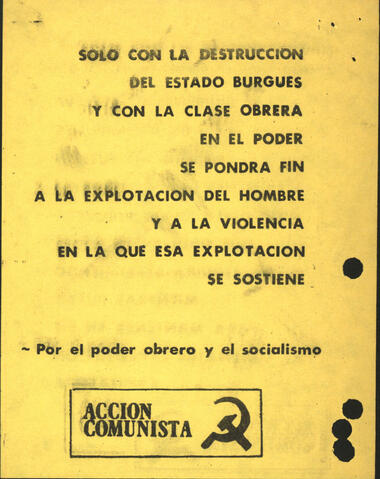 SOLO CON LA DESTRUCCION
DEL ESTADO BURGUES
Y CON LA CLASE OBRERA
EN EL PODER
SE PONDRA FIN
A LA EXPLOTACION DEL HOMBRE
Y A LA VIOLENCIA
EN LA QUE ESA EXPLOTACION
SE SOSTIENE
~ Por el poder obrero y el socialismo
ACCION
COMUNISTA